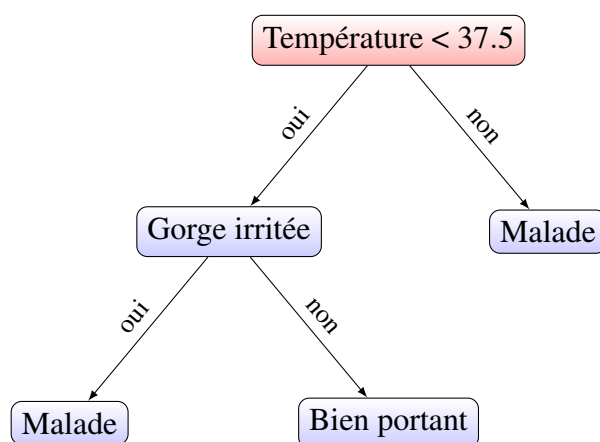 Température < 37.5
oui
non
Gorge irritée
Malade
oui
non
Malade
Bien portant